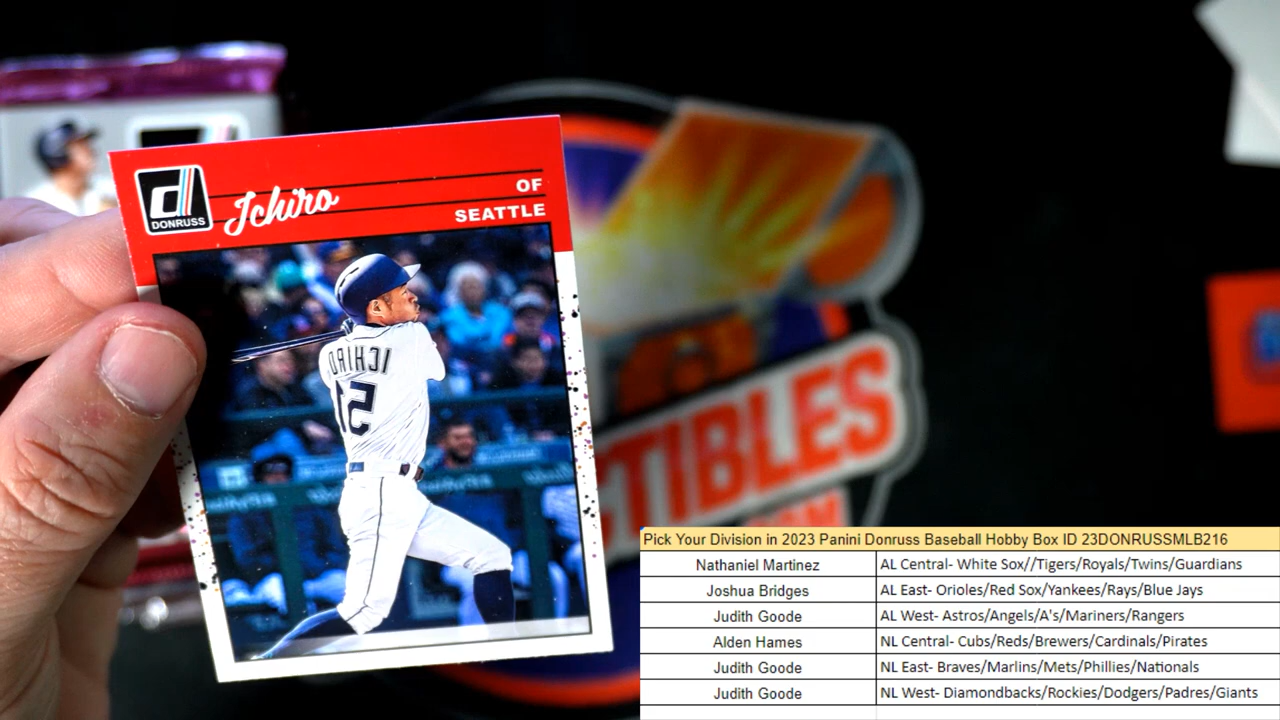 DONRUSS
Ichiro
OF
SEATTLE
ICHIRO
51
CTIBLES
Pick Your Division in 2023 Panini Donruss Baseball Hobby Box ID 23DONRUSSMLB216
Nathaniel Martinez AL Central- White Sox//Tigers/Royals/Twins/Guardians
Joshua Bridges AL East- Orioles/Red Sox/Yankees/Rays/Blue Jays
Judith Goode AL West- Astros/Angels/A's/Mariners/Rangers
Alden Hames NL Central- Cubs/Reds/Brewers/Cardinals/Pirates
Judith Goode NL East- Braves/Marlins/Mets/Phillies/Nationals
Judith Goode NL West- Diamondbacks/Rockies/Dodgers/Padres/Giants